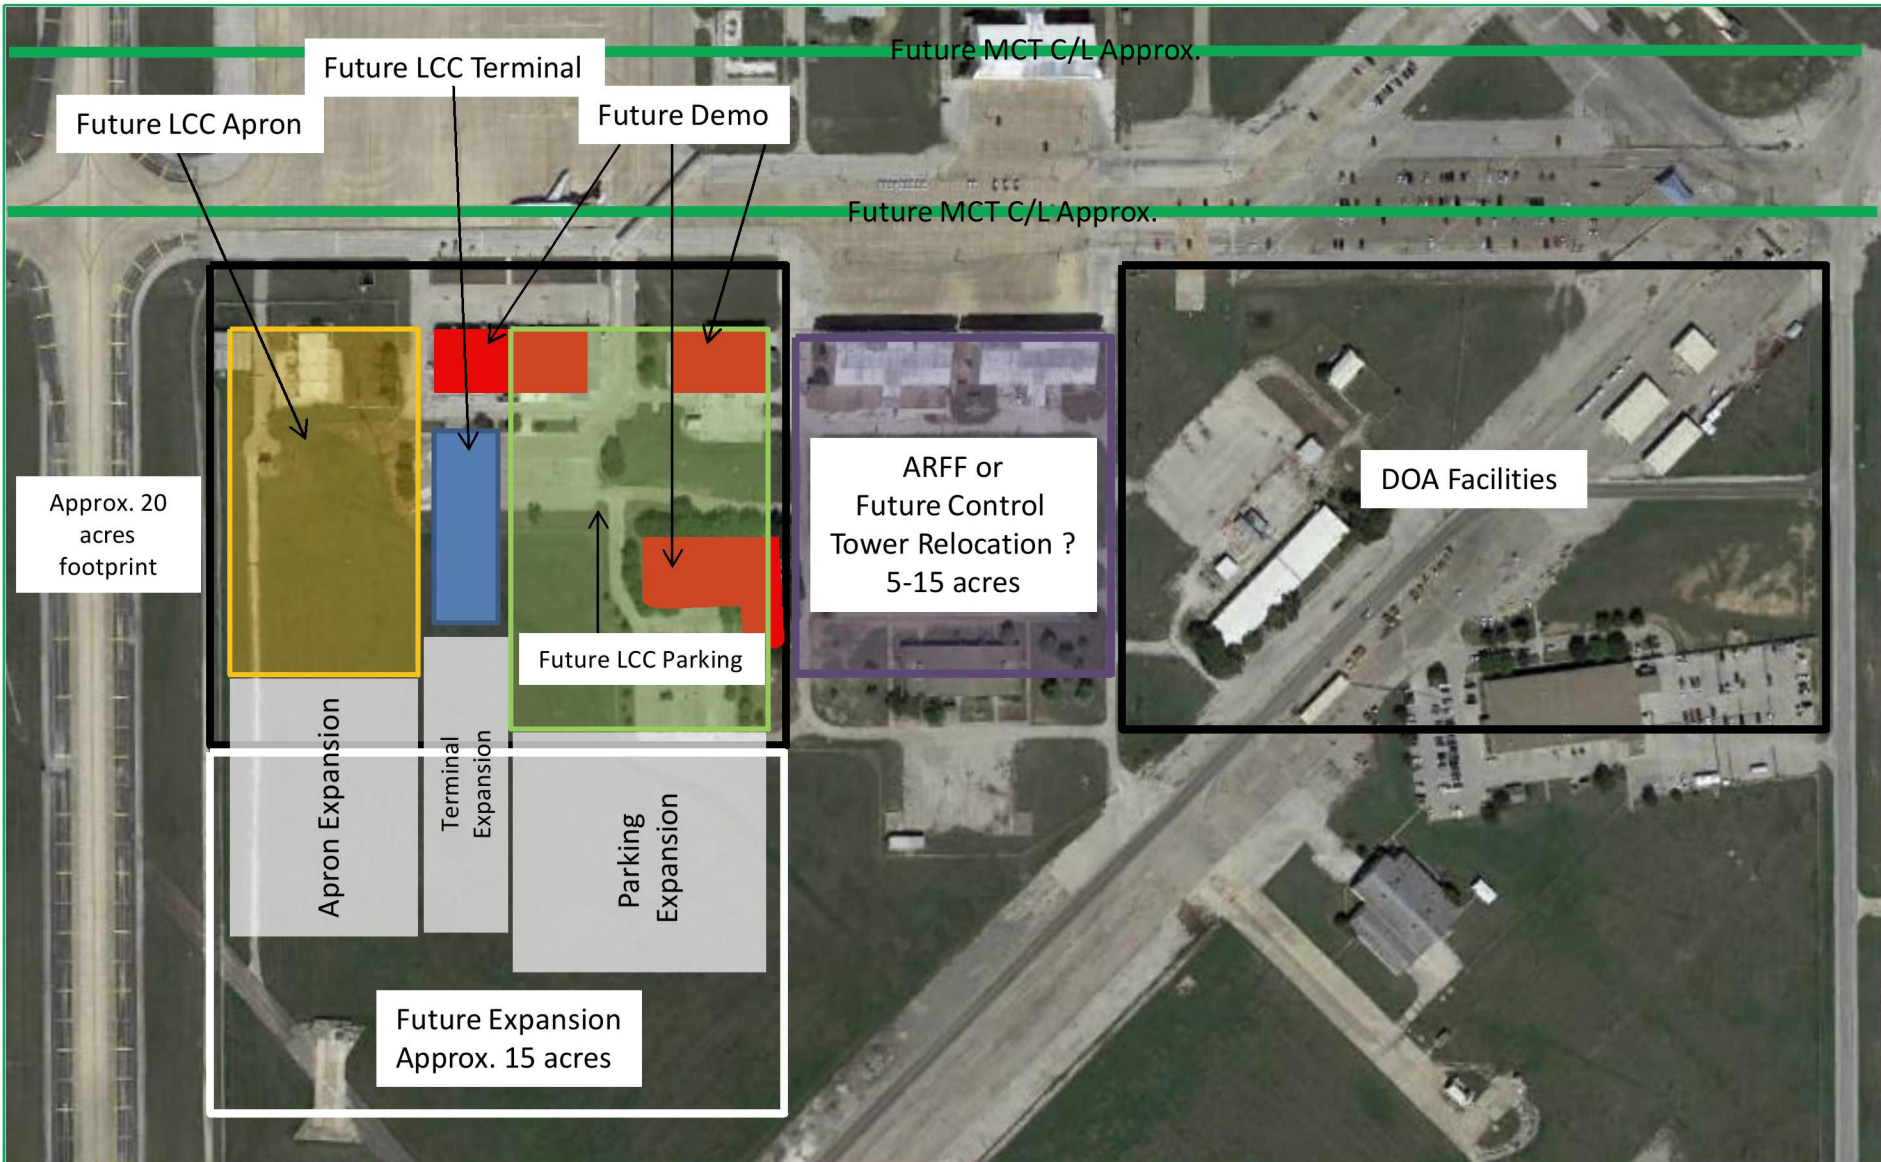 Future MCT C/L Approx.
Future LCC Terminal
Future Demo
Future LCC Apron
Future MCT C/L Approx.
Approx. 20
acres
footprint
ARFF or
Future Control
Tower Relocation ?
5-15 acres
DOA Facilities
Future LCC Parking
Apron Expansion
Terminal
Expansion
Parking
Expansion
Future Expansion
Approx. 15 acres